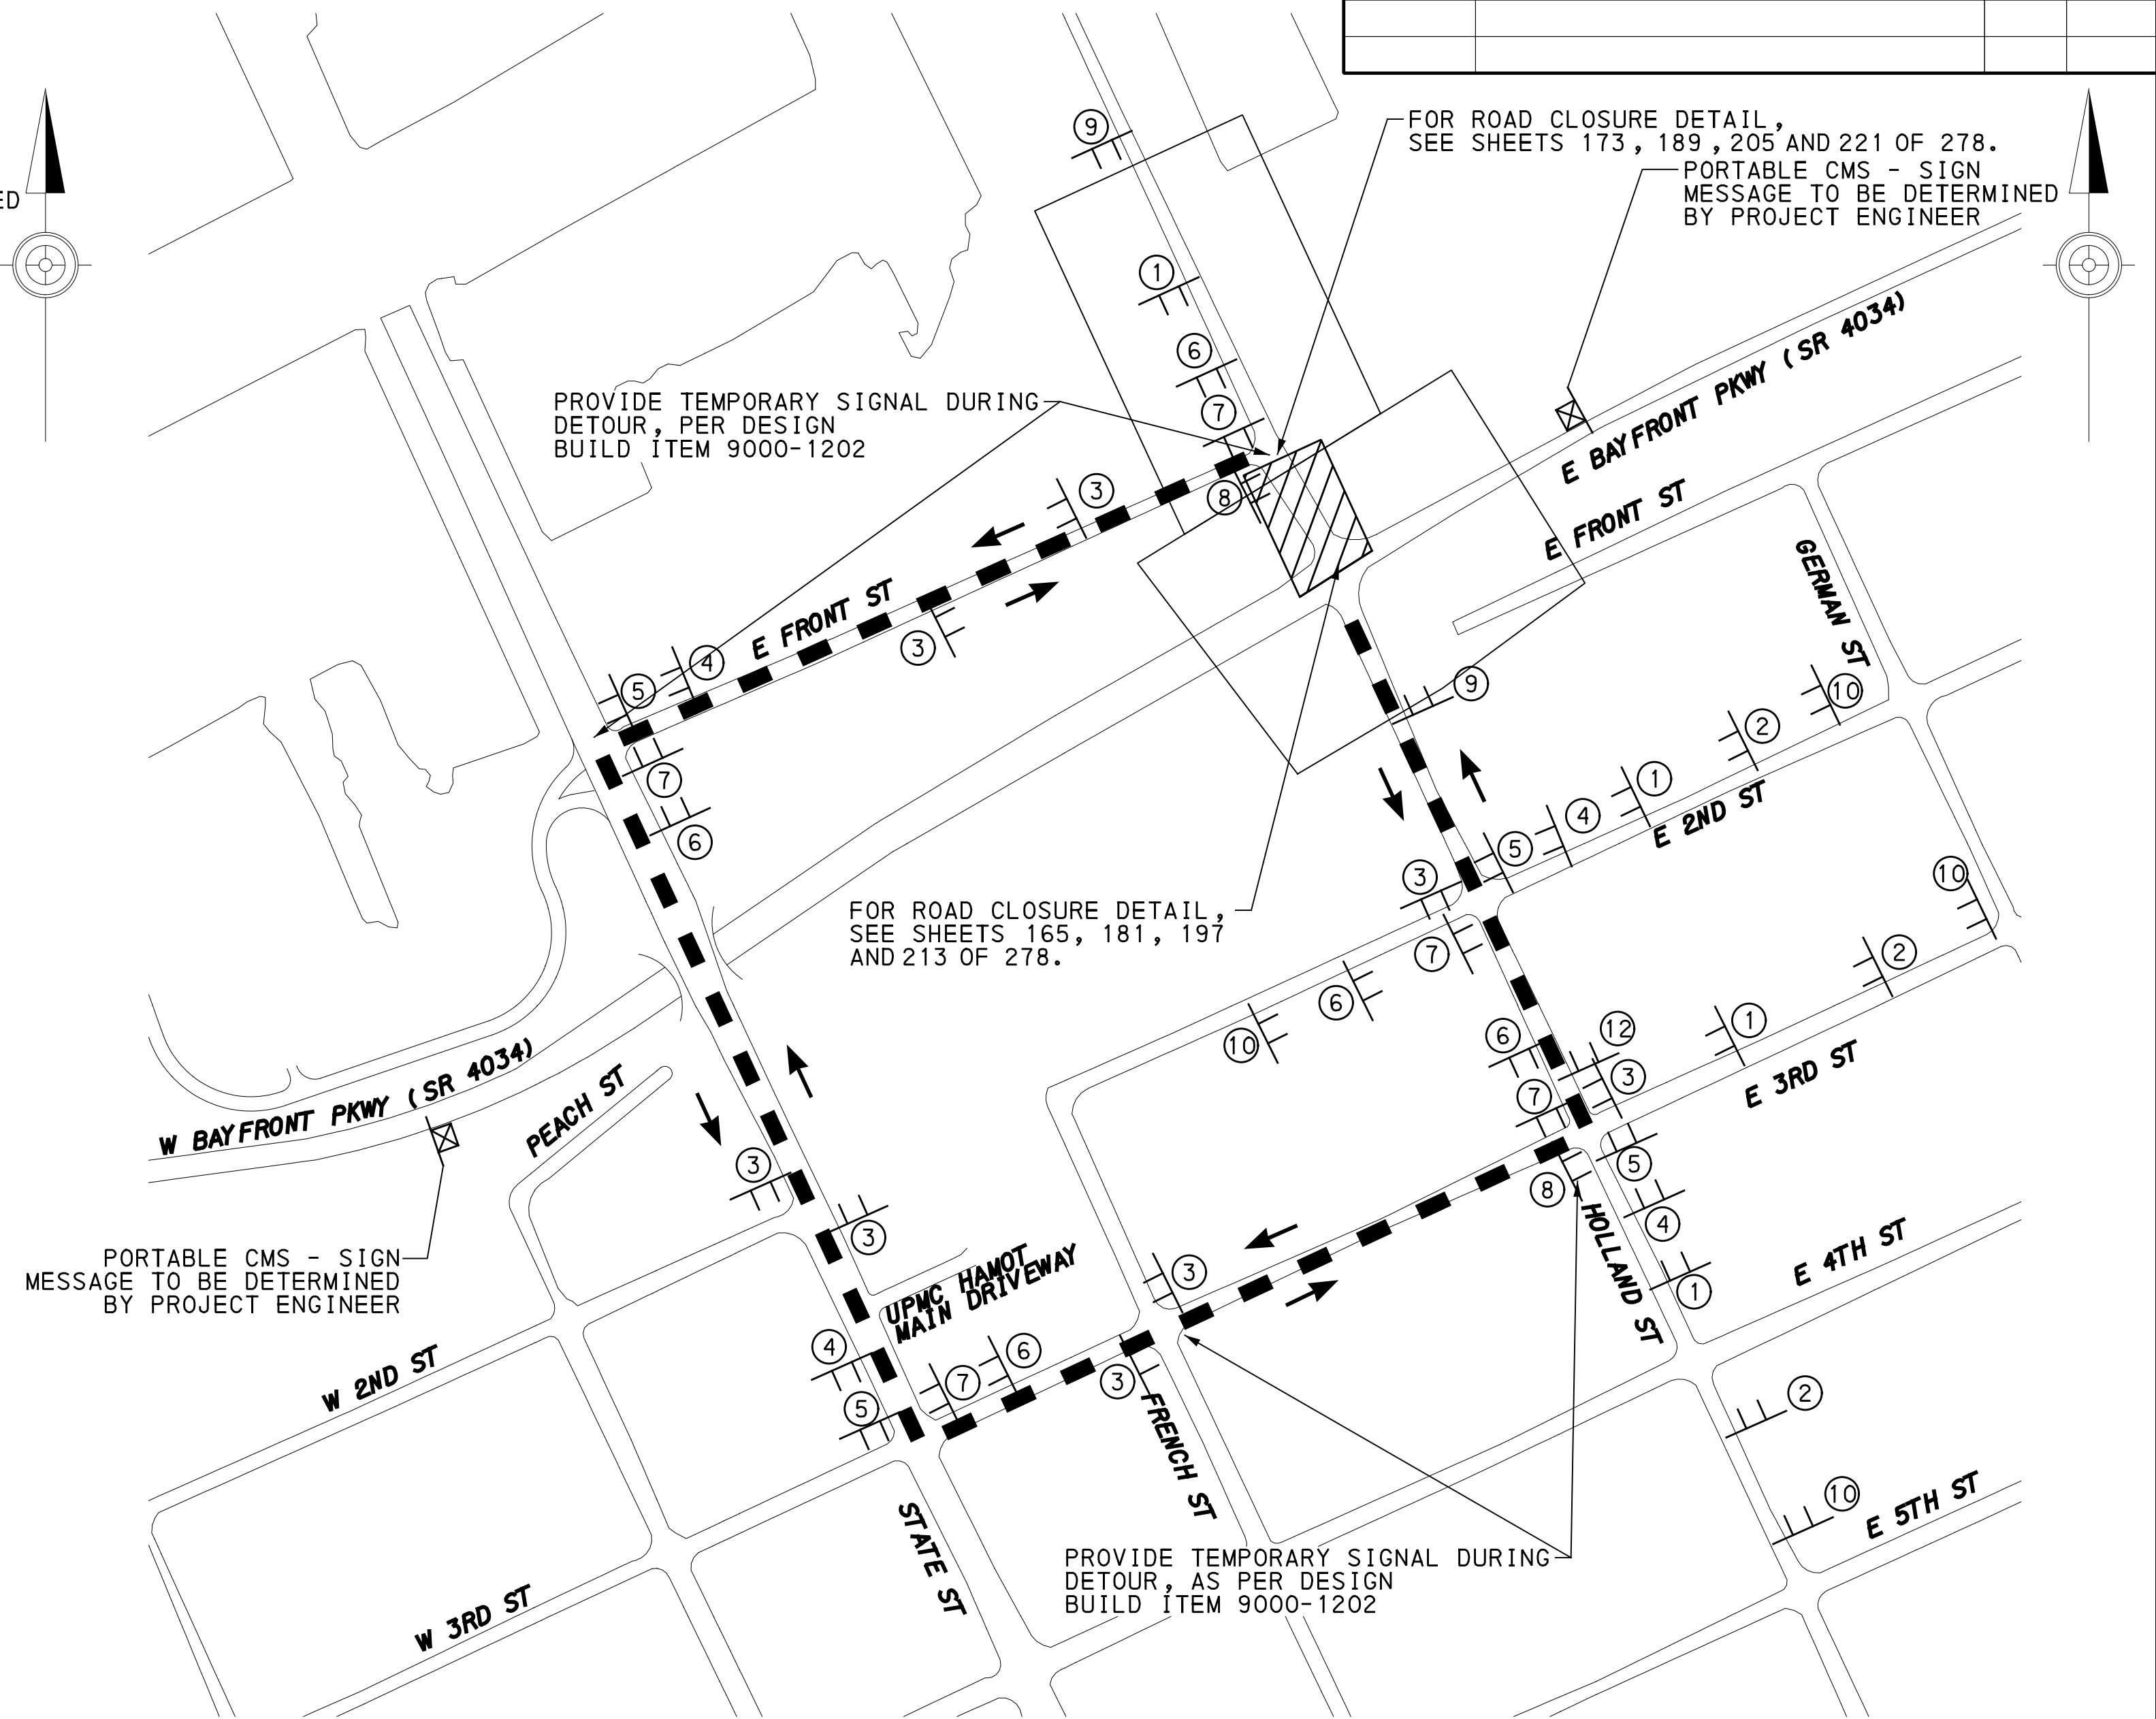 9
FOR ROAD CLOSURE DETAIL,
SEE SHEETS 173, 189, 205 AND 221 OF 278.
PORTABLE CMS - SIGN
MESSAGE TO BE DETERMINED
BY PROJECT ENGINEER
ED
1
6
7
E BAYFRONT PKWY (SR 4034)
PROVIDE TEMPORARY SIGNAL DURING
DETOUR, PER DESIGN
BUILD ITEM 9000-1202
3
8
E FRONT ST
GERMAN ST
E FRONT ST
3
4
5
7
6
9
10
2
1
4
5
E 2ND ST
3
7
6
10
FOR ROAD CLOSURE DETAIL,
SEE SHEETS 165, 181, 197
AND 213 OF 278.
10
2
1
12
3
6
7
E 3RD ST
5
8
4
1
HOLLAND ST
E 4TH ST
W BAYFRONT PKWY (SR 4034)
PEACH ST
3
3
PORTABLE CMS - SIGN
MESSAGE TO BE DETERMINED
BY PROJECT ENGINEER
UPMC HAMOT
MAIN DRIVEWAY
3
4
5
6
7
3
W 2ND ST
FRENCH ST
2
10
E 5TH ST
STATE ST
PROVIDE TEMPORARY SIGNAL DURING
DETOUR, AS PER DESIGN
BUILD ITEM 9000-1202
W 3RD ST